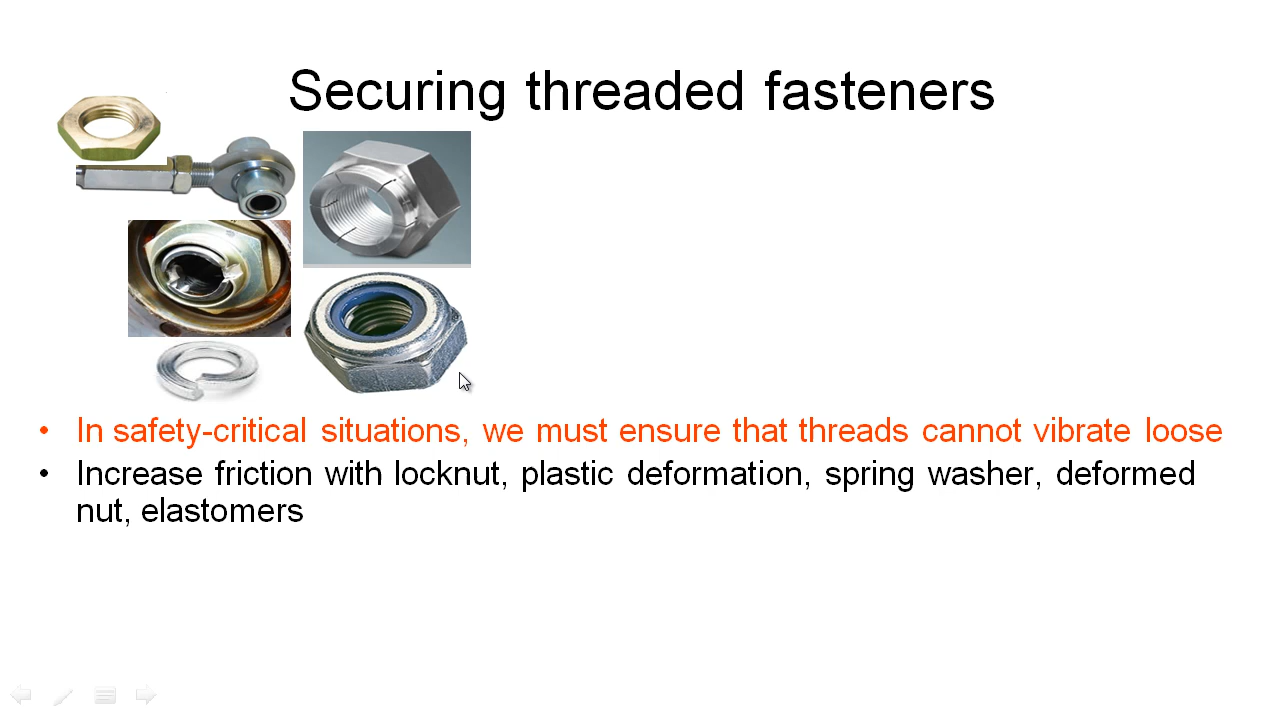 Securing threaded fasteners
• In safety-critical situations, we must ensure that threads cannot vibrate loose
• Increase friction with locknut, plastic deformation, spring washer, deformed
nut, elastomers